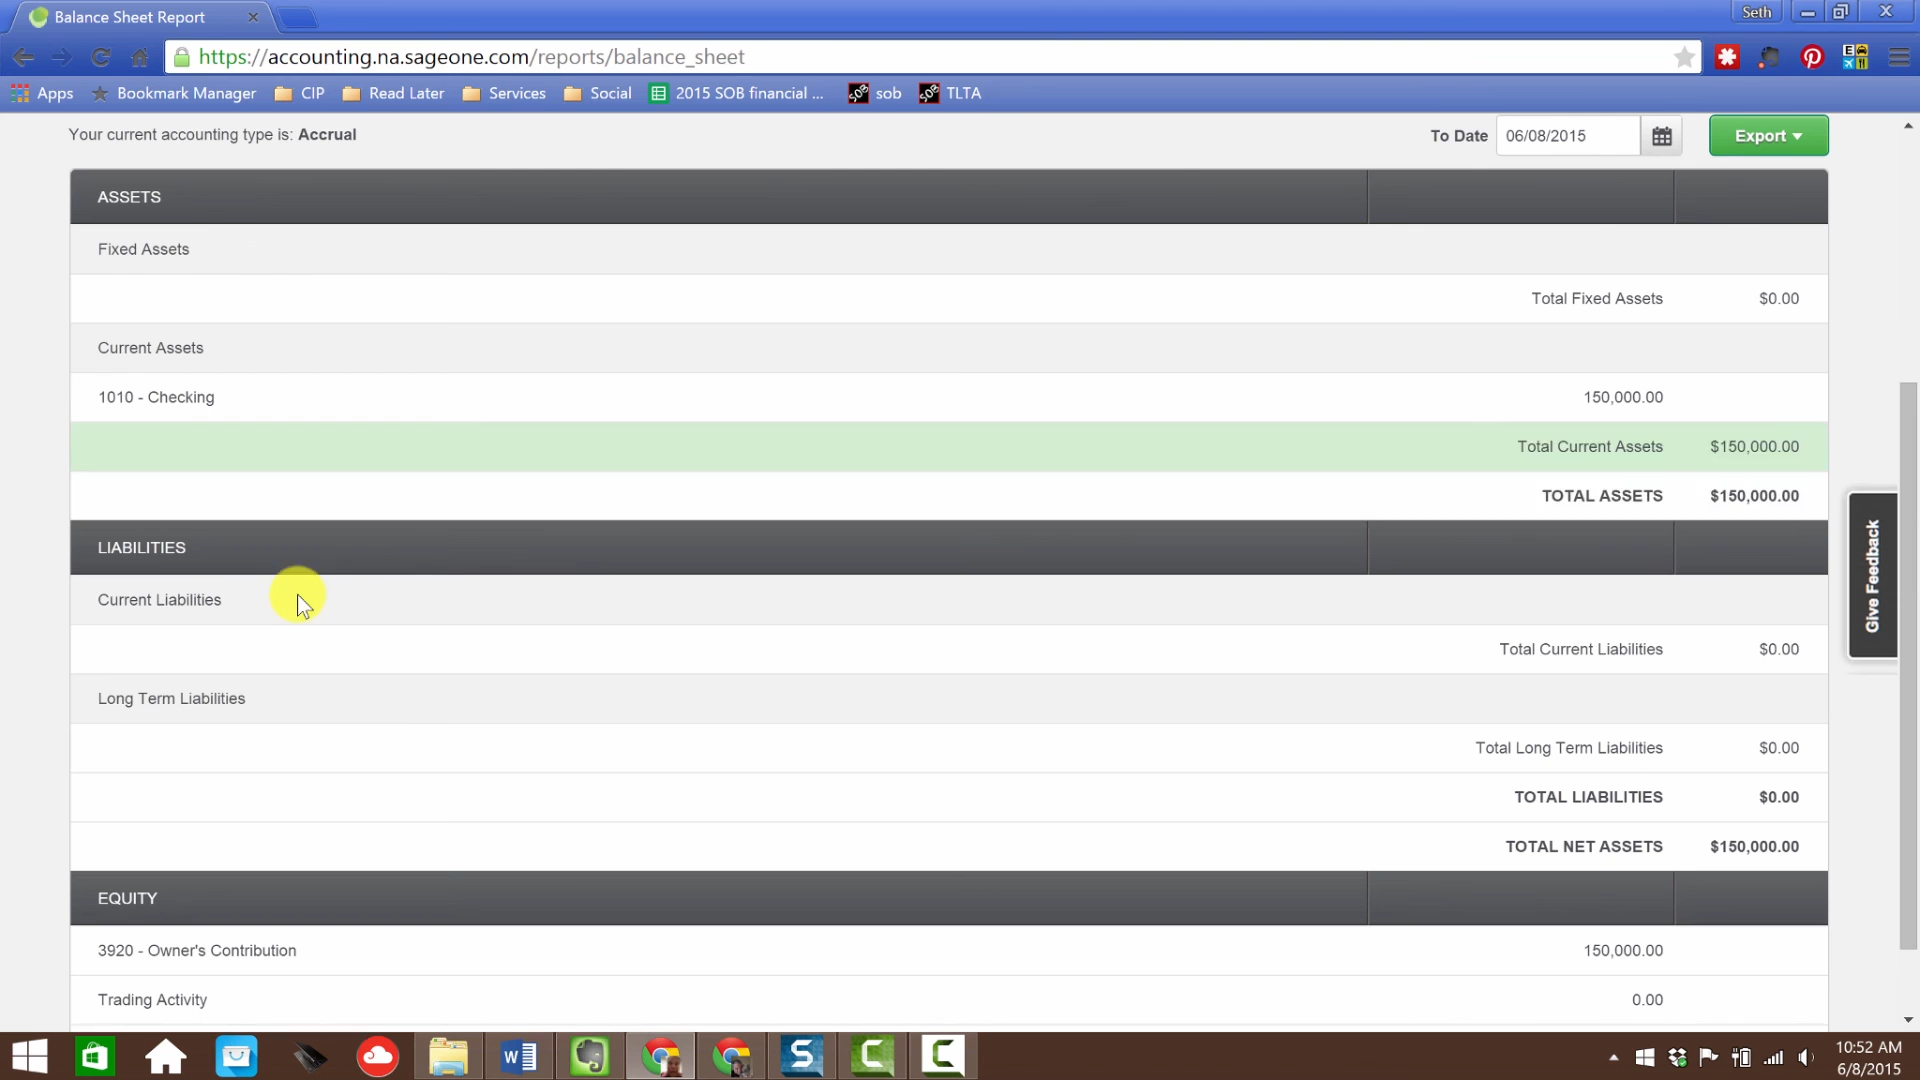 Balance Sheet Report
Seth
https://accounting.na.sageone.com/reports/balance_sheet
Apps Bookmark Manager CIP Read Later Services Social 2015 SOB financial ... sob TLTA
Your current accounting type is: Accrual
To Date 06/08/2015 Export
ASSETS
Fixed Assets
Total Fixed Assets $0.00
Current Assets
1010 - Checking 150,000.00
Total Current Assets $150,000.00
TOTAL ASSETS $150,000.00
LIABILITIES
Current Liabilities
Total Current Liabilities $0.00
Long Term Liabilities
Total Long Term Liabilities $0.00
TOTAL LIABILITIES $0.00
TOTAL NET ASSETS $150,000.00
EQUITY
3920 - Owner's Contribution 150,000.00
Trading Activity 0.00
Give Feedback
10:52 AM
6/8/2015